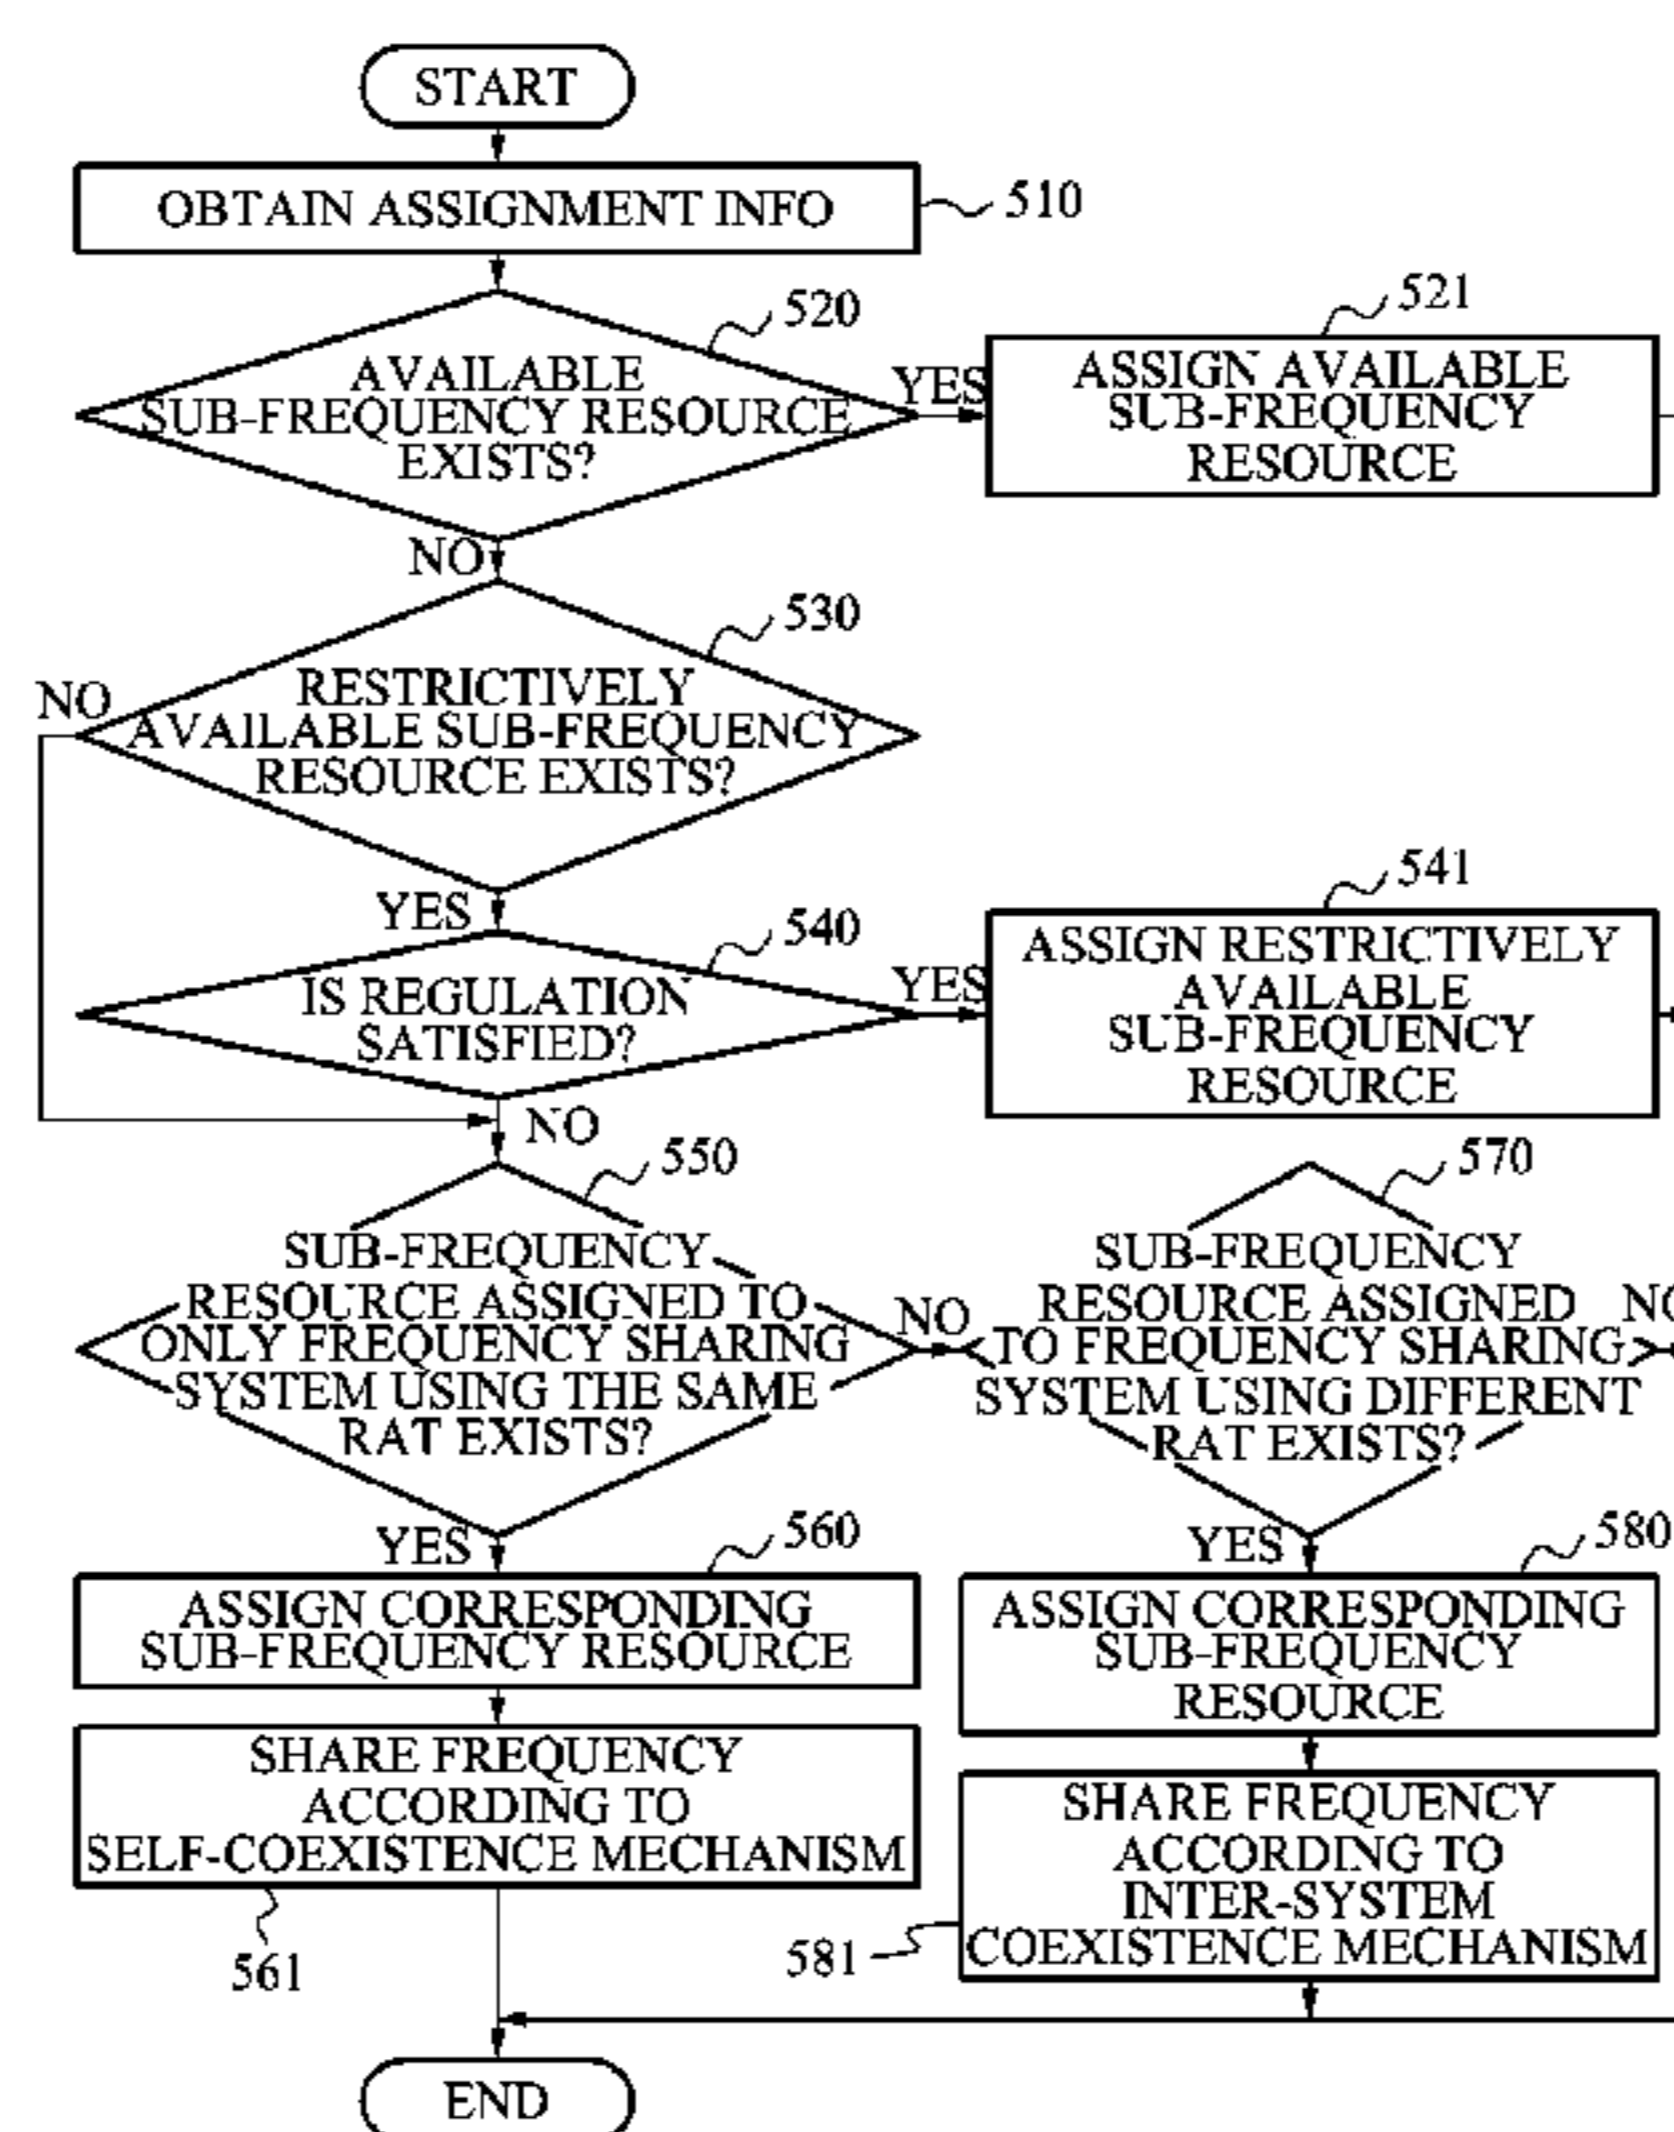 START
OBTAIN ASSIGNMENT INFO
510
520
AVAILABLE
SUB-FREQUENCY RESOURCE
EXISTS?
YES
521
ASSIGN AVAILABLE
SUB-FREQUENCY
RESOURCE
NO
530
RESTRICTIVELY
AVAILABLE SUB-FREQUENCY
RESOURCE EXISTS?
NO
YES
540
IS REGULATION
SATISFIED?
YES
541
ASSIGN RESTRICTIVELY
AVAILABLE
SUB-FREQUENCY
RESOURCE
NO
550
SUB-FREQUENCY
RESOURCE ASSIGNED TO
ONLY FREQUENCY SHARING
SYSTEM USING THE SAME
RAT EXISTS?
NO
570
SUB-FREQUENCY
RESOURCE ASSIGNED
TO FREQUENCY SHARING
SYSTEM USING DIFFERENT
RAT EXISTS?
NO
YES
560
ASSIGN CORRESPONDING
SUB-FREQUENCY RESOURCE
SHARE FREQUENCY
ACCORDING TO
SELF-COEXISTENCE MECHANISM
561
YES
580
ASSIGN CORRESPONDING
SUB-FREQUENCY
RESOURCE
SHARE FREQUENCY
ACCORDING TO
INTER-SYSTEM
COEXISTENCE MECHANISM
581
END